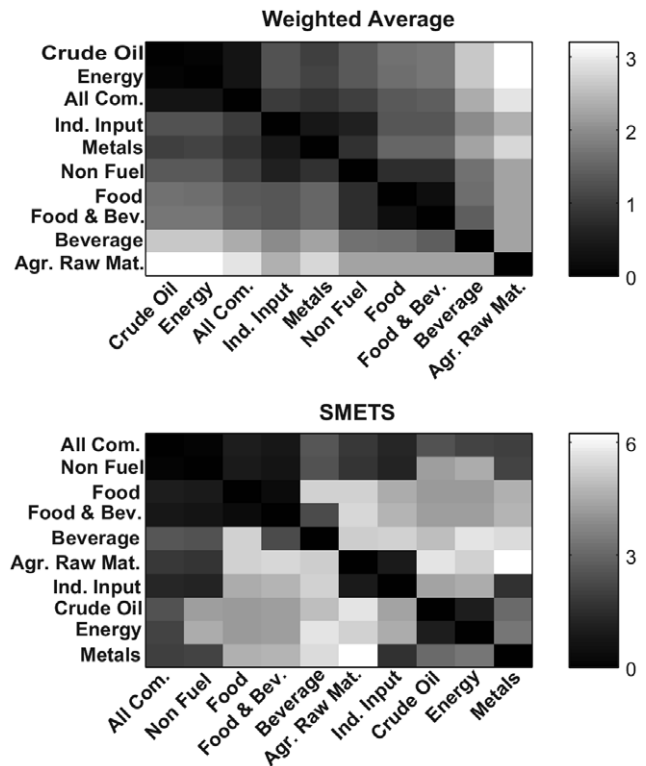 Weighted Average
Crude Oil
Energy
All Com.
Ind. Input
Metals
Non Fuel
Food
Food & Bev.
Beverage
Agr. Raw Mat.
Crude Oil
Energy
All Com.
Ind. Input
Metals
Non Fuel
Food
Food & Bev.
Beverage
Agr. Raw Mat.
3
2
1
0
SMETS
All Com.
Non Fuel
Food
Food & Bev.
Beverage
Agr. Raw Mat.
Ind. Input
Crude Oil
Energy
Metals
All Com.
Non Fuel
Food
Food & Bev.
Beverage
Agr. Raw Mat.
Ind. Input
Crude Oil
Energy
Metals
6
3
0